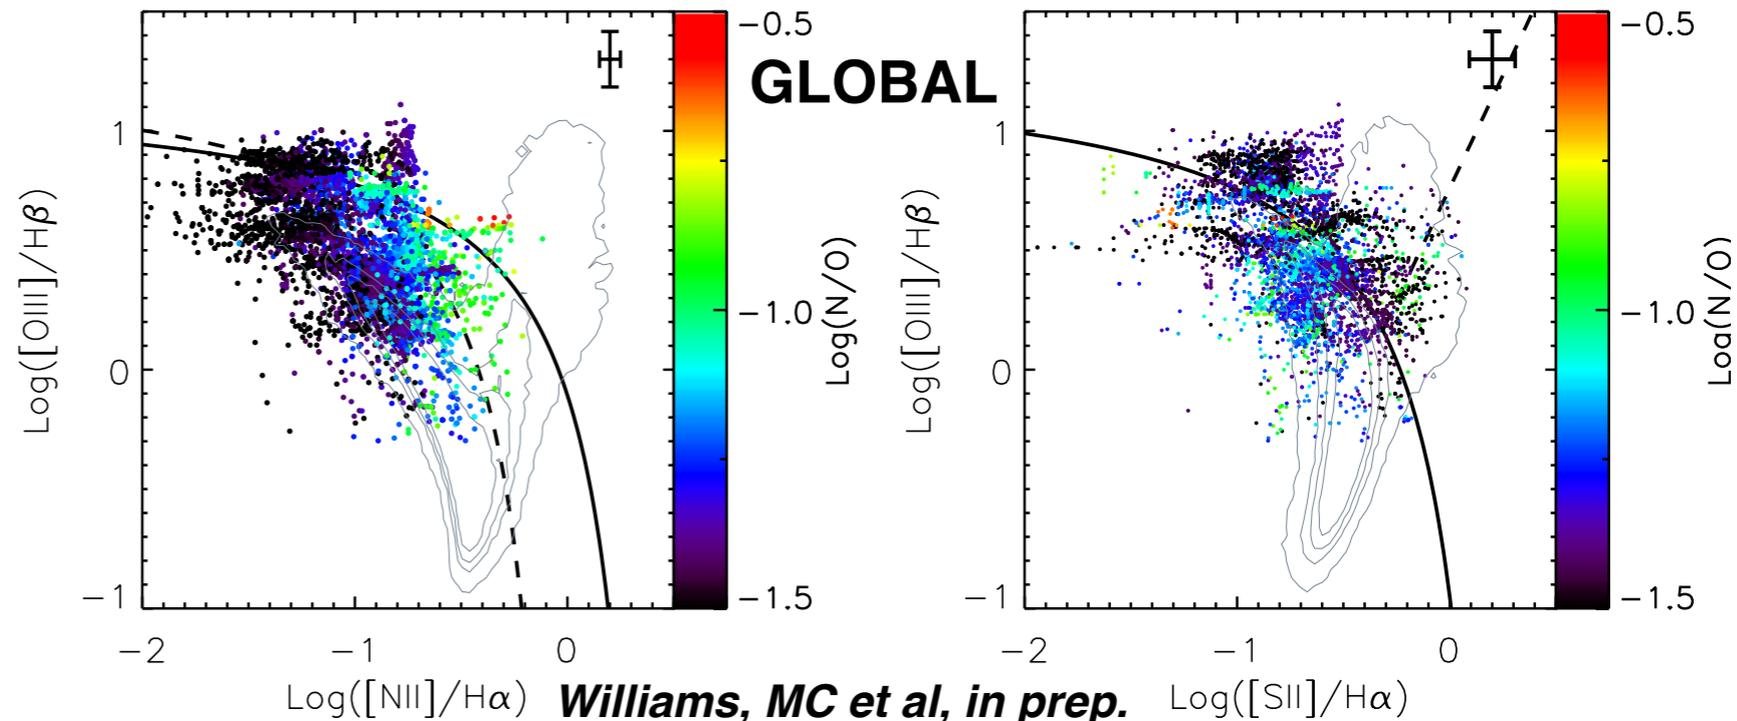 GLOBAL
Log([OIII]/Hβ)
1
0
−1
−2
−1
0
Log([NII]/Hα)
−0.5
−1.0
−1.5
Log(N/O)
Log([OIII]/Hβ)
1
0
−1
−2
−1
0
Log([SII]/Hα)
−0.5
−1.0
−1.5
Log(N/O)
Williams, MC et al, in prep.